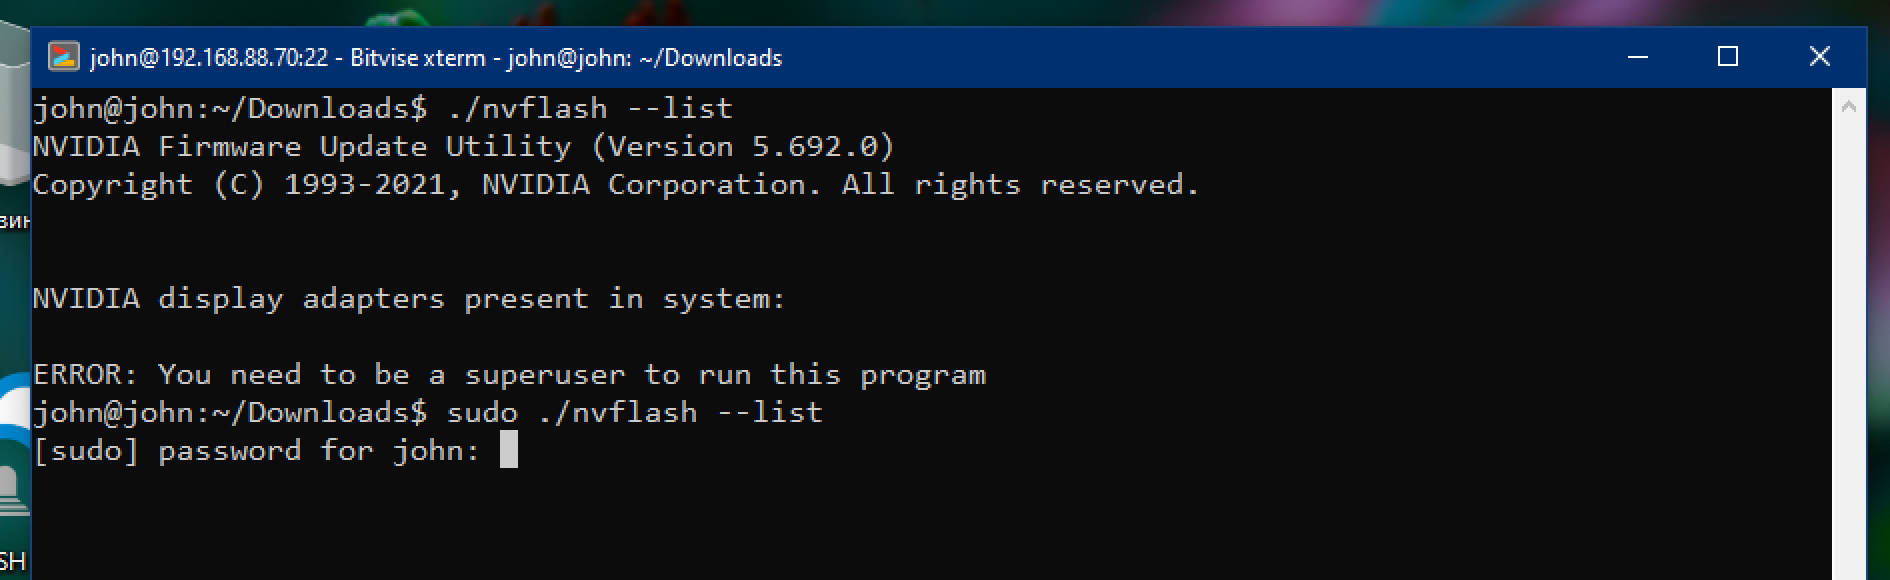 john@192.168.88.70:22 - Bitvise xterm - john@john: ~/Downloads
john@john:~/Downloads$ ./nvflash --list
NVIDIA Firmware Update Utility (Version 5.692.0)
Copyright (C) 1993-2021, NVIDIA Corporation. All rights reserved.
NVIDIA display adapters present in system:
ERROR: You need to be a superuser to run this program
john@john:~/Downloads$ sudo ./nvflash --list
[sudo] password for john: